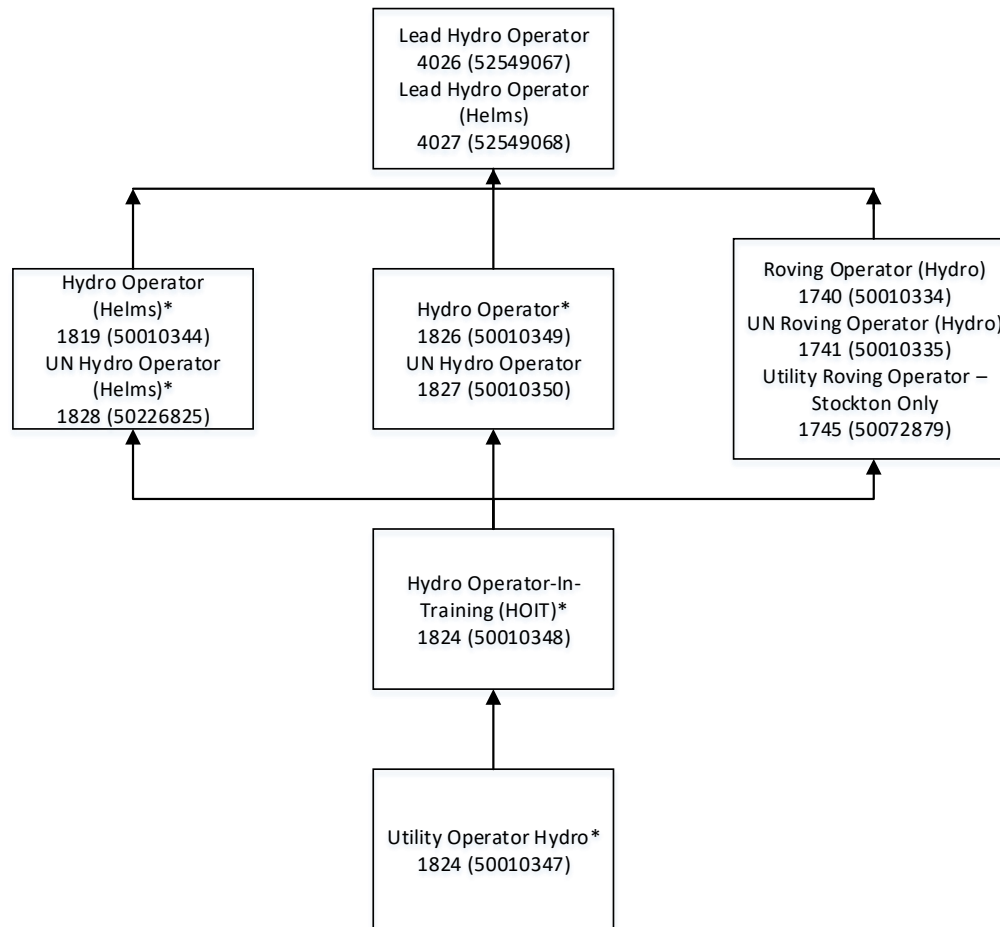 Lead Hydro Operator
4026 (52549067)
Lead Hydro Operator
(Helms)
4027 (52549068)
Hydro Operator
(Helms)*
1819 (50010344)
UN Hydro Operator
(Helms)*
1828 (50226825)
Hydro Operator*
1826 (50010349)
UN Hydro Operator
1827 (50010350)
Roving Operator (Hydro)
1740 (50010334)
UN Roving Operator (Hydro)
1741 (50010335)
Utility Roving Operator –
Stockton Only
1745 (50072879)
Hydro Operator-In-
Training (HOIT)*
1824 (50010348)
Utility Operator Hydro*
1824 (50010347)